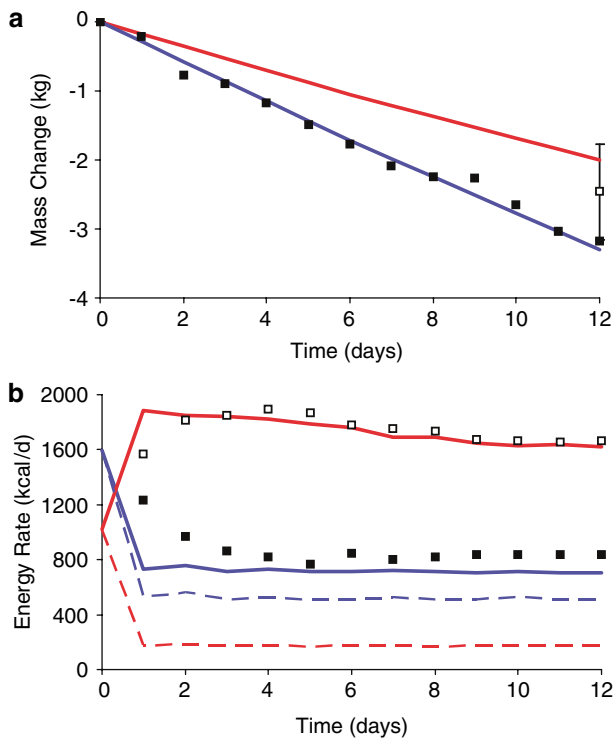 a
Mass Change (kg)
0
-1
-2
-3
-4
0 2 4 6 8 10 12
Time (days)
b
Energy Rate (kcal/d)
2000
1600
1200
800
400
0
0 2 4 6 8 10 12
Time (days)